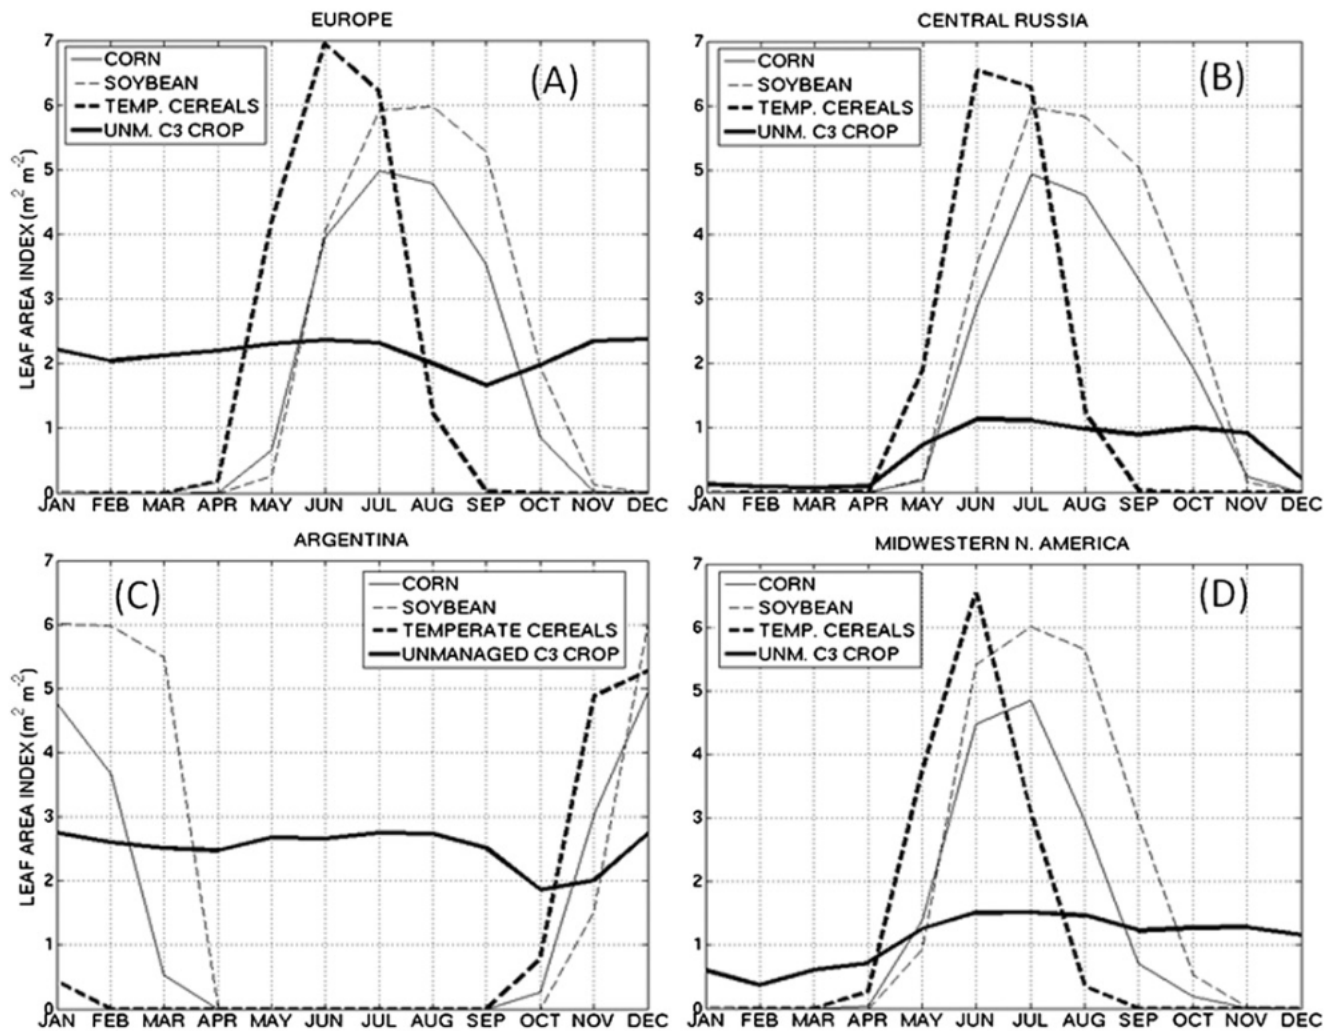 EUROPE
CORN
SOYBEAN
TEMP. CEREALS
UNM. C3 CROP
(A)
LEAF AREA INDEX (m² m⁻²)
7
6
5
4
3
2
1
0
JAN FEB MAR APR MAY JUN JUL AUG SEP OCT NOV DEC
CENTRAL RUSSIA
CORN
SOYBEAN
TEMP. CEREALS
UNM. C3 CROP
(B)
7
6
5
4
3
2
1
0
JAN FEB MAR APR MAY JUN JUL AUG SEP OCT NOV DEC
ARGENTINA
(C)
CORN
SOYBEAN
TEMPERATE CEREALS
UNMANAGED C3 CROP
LEAF AREA INDEX (m² m⁻²)
7
6
5
4
3
2
1
0
JAN FEB MAR APR MAY JUN JUL AUG SEP OCT NOV DEC
MIDWESTERN N. AMERICA
CORN
SOYBEAN
TEMP. CEREALS
UNM. C3 CROP
(D)
7
6
5
4
3
2
1
0
JAN FEB MAR APR MAY JUN JUL AUG SEP OCT NOV DEC